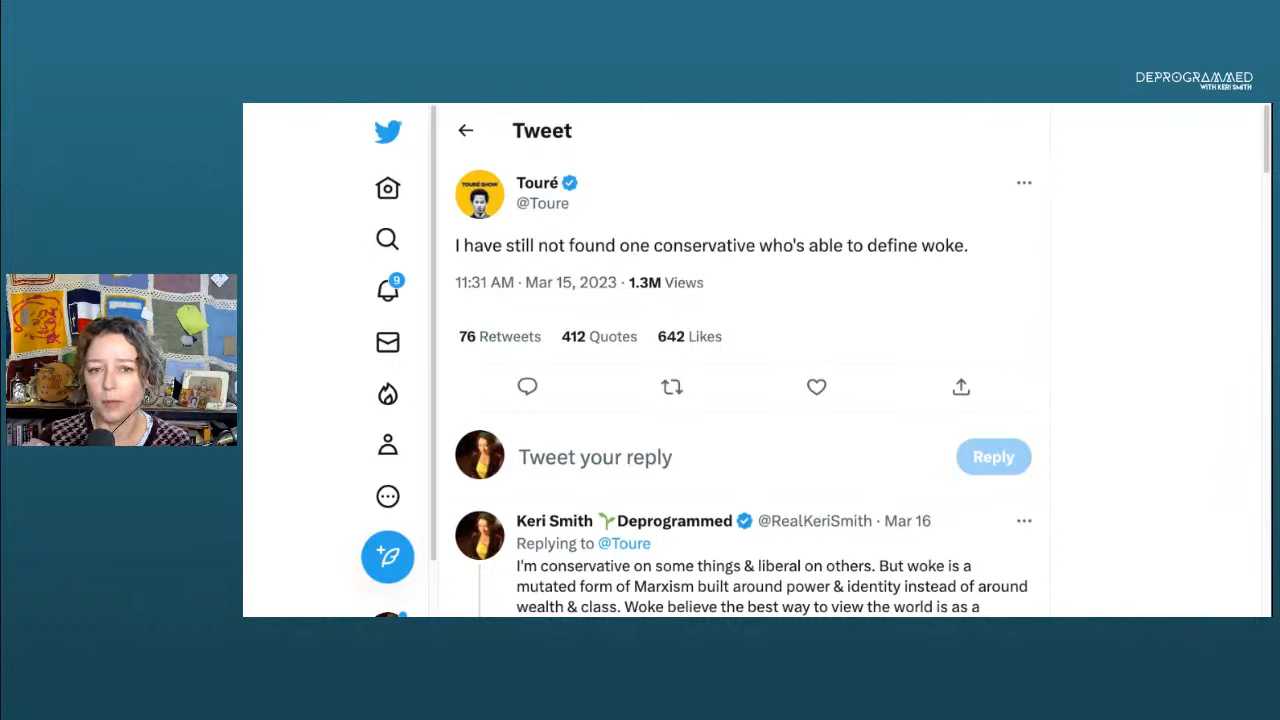 DEPROGRAMMED
WITH KERI SMITH
Tweet
TOURÉ SHOW
Touré
@Toure
I have still not found one conservative who's able to define woke.
11:31 AM · Mar 15, 2023 · 1.3M Views
76 Retweets 412 Quotes 642 Likes
9
Tweet your reply
Reply
Keri Smith 🌱Deprogrammed @RealKeriSmith · Mar 16
Replying to @Toure
I'm conservative on some things & liberal on others. But woke is a
mutated form of Marxism built around power & identity instead of around
wealth & class. Woke believe the best way to view the world is as a